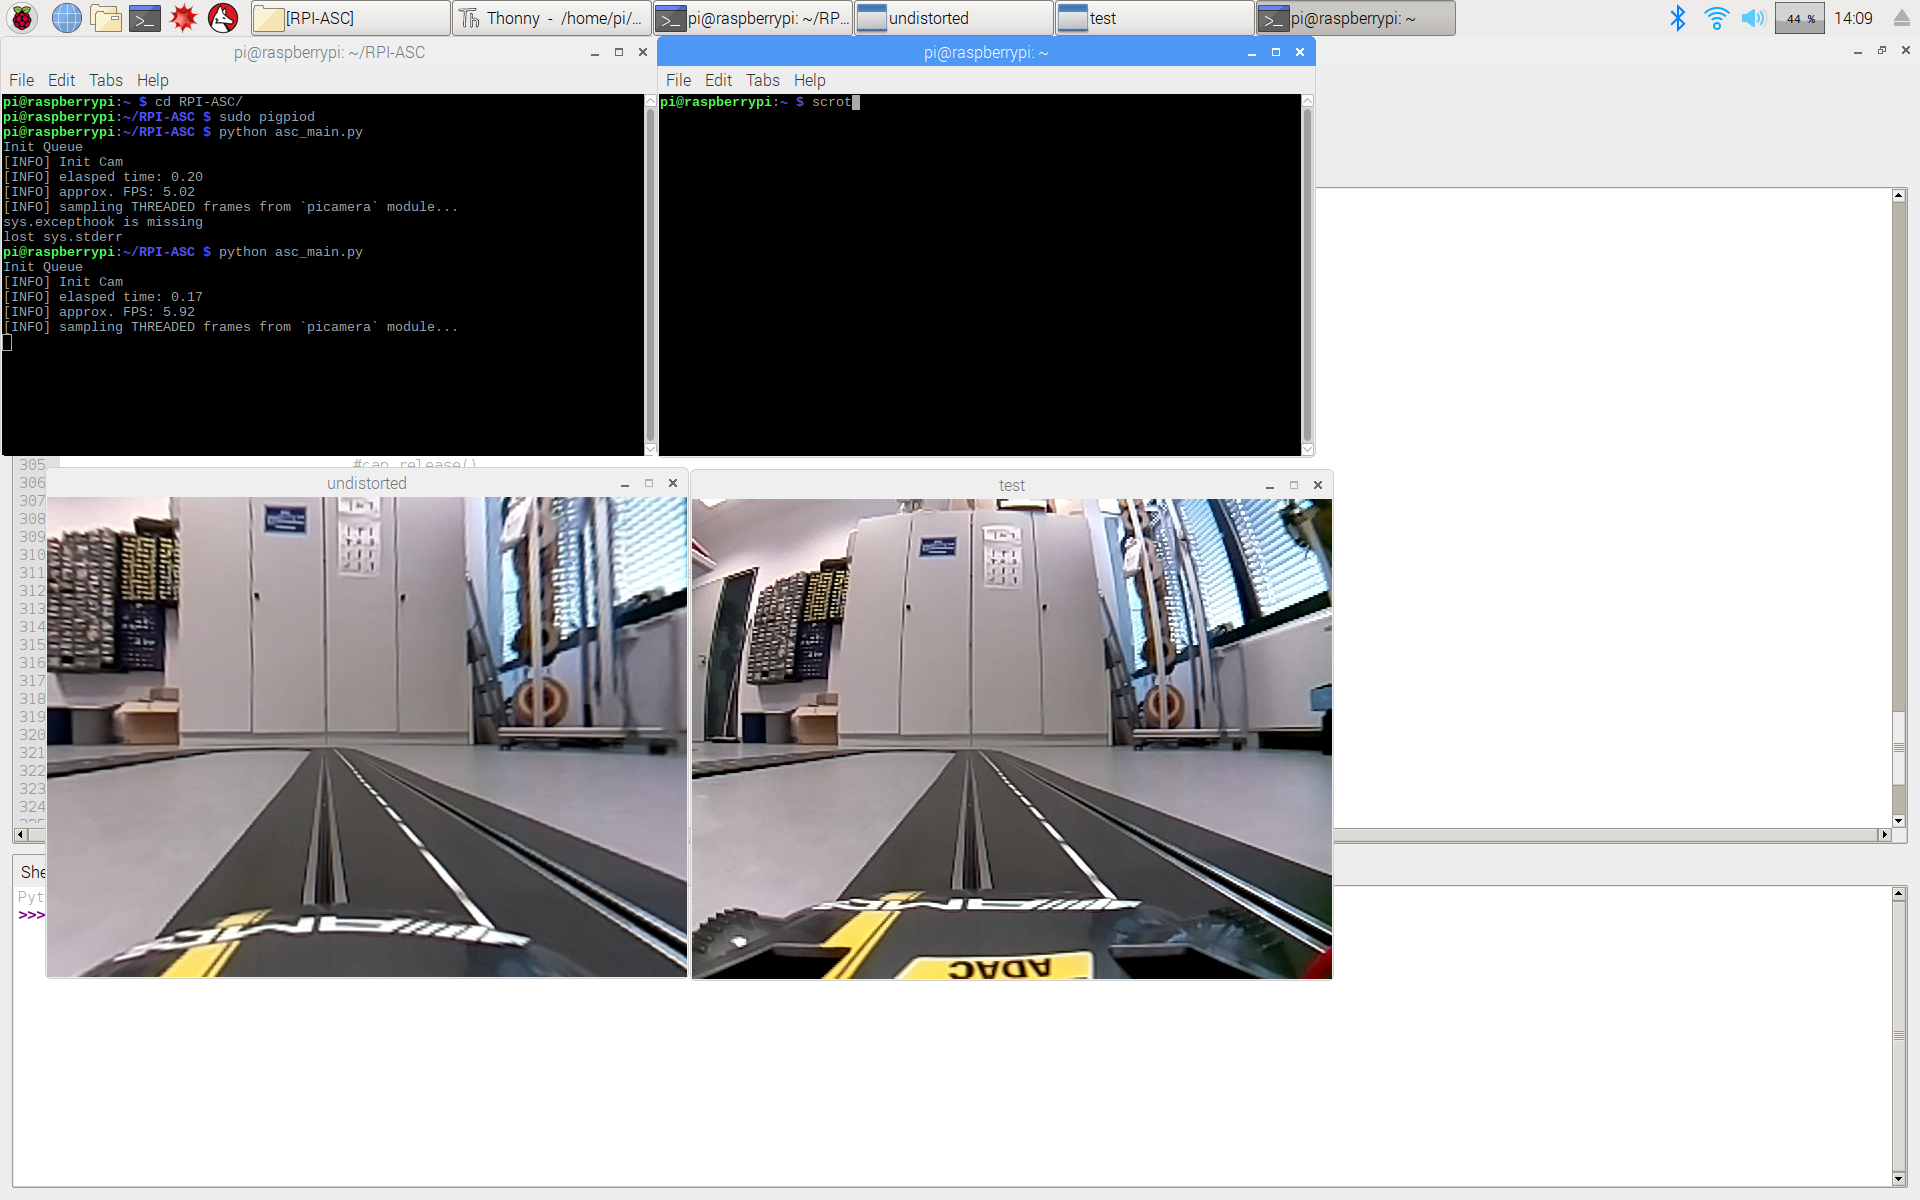 [RPI-ASC]
Thonny - /home/pi/...
pi@raspberrypi: ~/RP...
undistorted
test
pi@raspberrypi: ~
44 %
14:09
pi@raspberrypi: ~/RPI-ASC
File Edit Tabs Help
pi@raspberrypi:~ $ cd RPI-ASC/
pi@raspberrypi:~/RPI-ASC $ sudo pigpiod
pi@raspberrypi:~/RPI-ASC $ python asc_main.py
Init Queue
[INFO] Init Cam
[INFO] elasped time: 0.20
[INFO] approx. FPS: 5.02
[INFO] sampling THREADED frames from `picamera` module...
sys.excepthook is missing
lost sys.stderr
pi@raspberrypi:~/RPI-ASC $ python asc_main.py
Init Queue
[INFO] Init Cam
[INFO] elasped time: 0.17
[INFO] approx. FPS: 5.92
[INFO] sampling THREADED frames from `picamera` module...
pi@raspberrypi: ~
File Edit Tabs Help
pi@raspberrypi:~ $ scrot
305 #cap.release()
306
307
308
309
310
311
312
313
314
315
316
317
318
319
320
321
322
323
324
325
undistorted
AMG
test
AMG
ADAC
She
Pyt
>>>